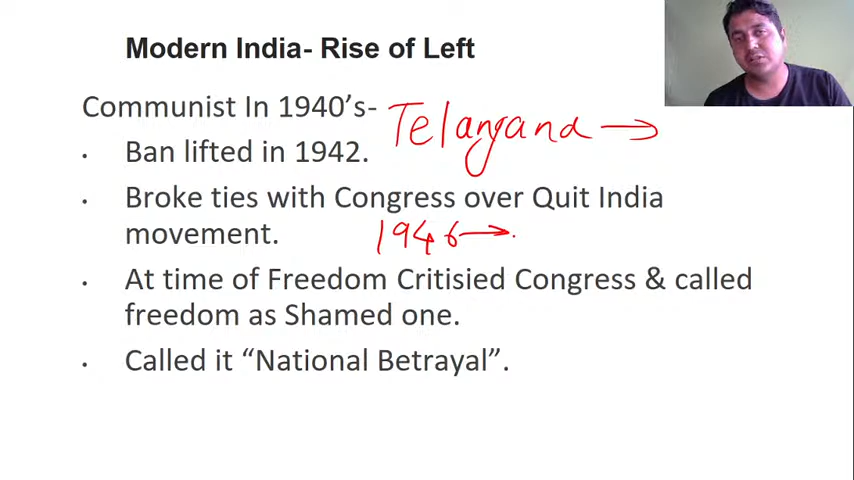 Modern India- Rise of Left
Communist In 1940's-
Telangana →
• Ban lifted in 1942.
• Broke ties with Congress over Quit India
movement.
1946 →
• At time of Freedom Critisied Congress & called
freedom as Shamed one.
• Called it “National Betrayal”.